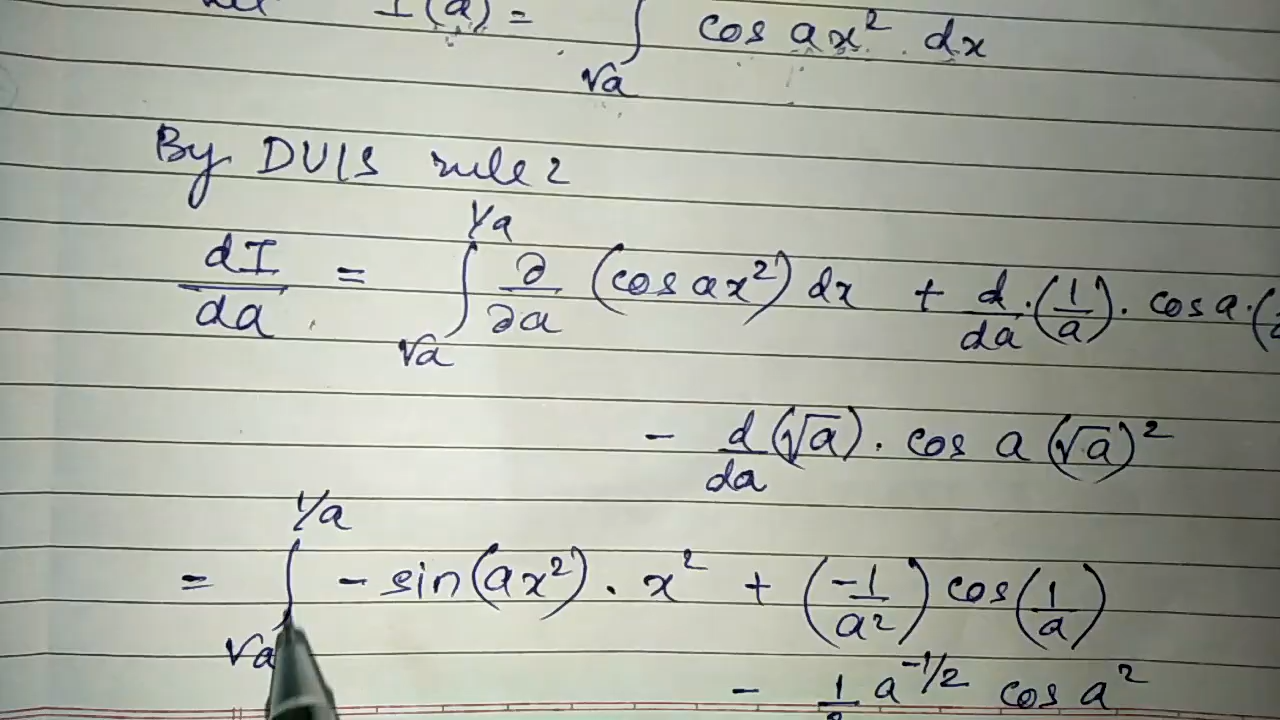 I(a) = ∫√a cos ax² dx
By DUIS rule 2
dI/da = ∫√a^1/a ∂/∂a (cos ax²) dx + d/da · (1/a) · cos a · (
- d/da (√a) · cos a (√a)²
= ∫√a^1/a - sin(ax²) · x² + (-1/a²) cos(1/a)
- 1/ a^-1/2 cos a²